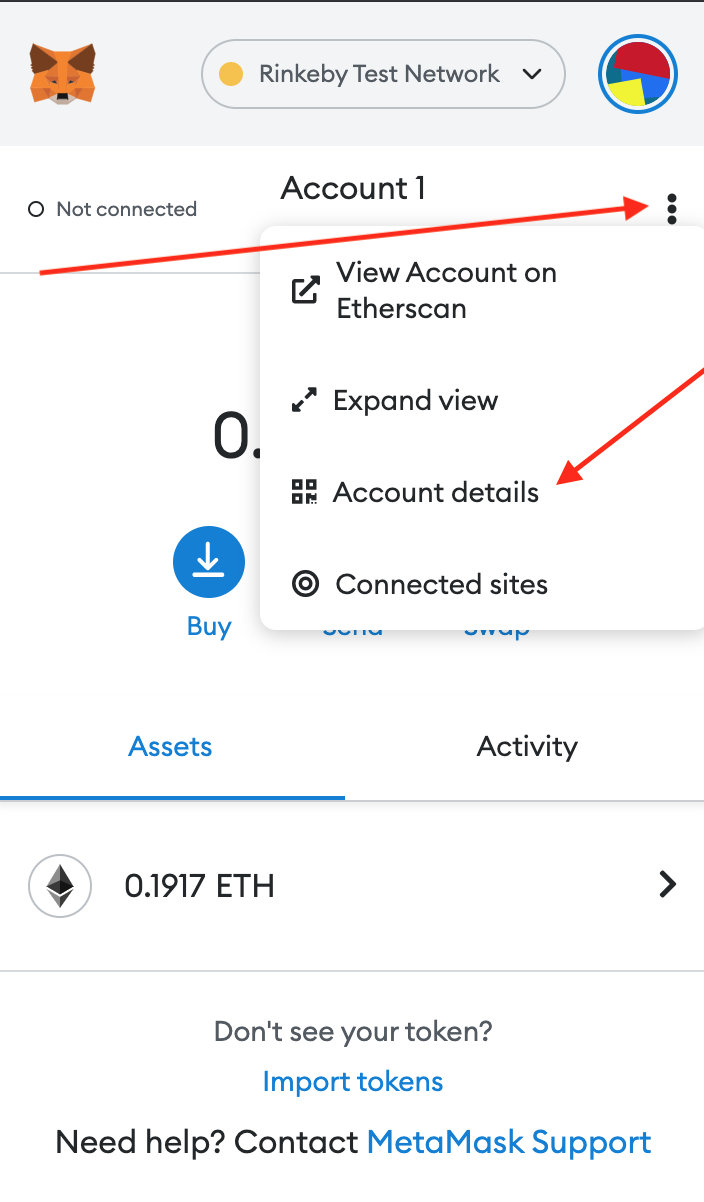 Rinkeby Test Network
Account 1
Not connected
View Account on
Etherscan
Expand view
0.
Account details
Connected sites
Buy
Send
Swap
Assets
Activity
0.1917 ETH
Don't see your token?
Import tokens
Need help? Contact MetaMask Support